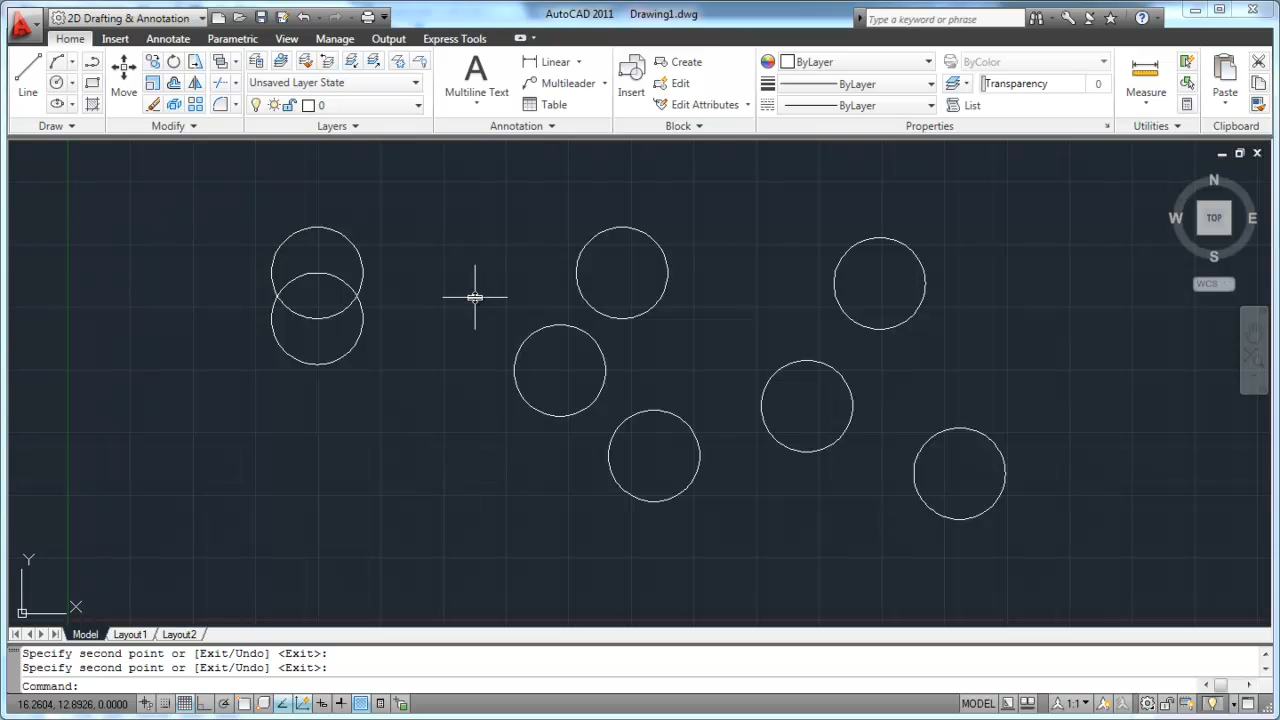 2D Drafting & Annotation
AutoCAD 2011 Drawing1.dwg
Type a keyword or phrase
Home Insert Annotate Parametric View Manage Output Express Tools
Line
Move
Unsaved Layer State
0
Multiline Text
Linear
Multileader
Table
Insert
Create
Edit
Edit Attributes
ByLayer
ByLayer
ByLayer
ByColor
Transparency 0
List
Measure
Paste
Draw Modify Layers Annotation Block Properties Utilities Clipboard
N
W TOP E
S
WCS
Y
X
Model Layout1 Layout2
Specify second point or [Exit/Undo] <Exit>:
Specify second point or [Exit/Undo] <Exit>:
Command:
16.2604, 12.8926, 0.0000
MODEL
1:1